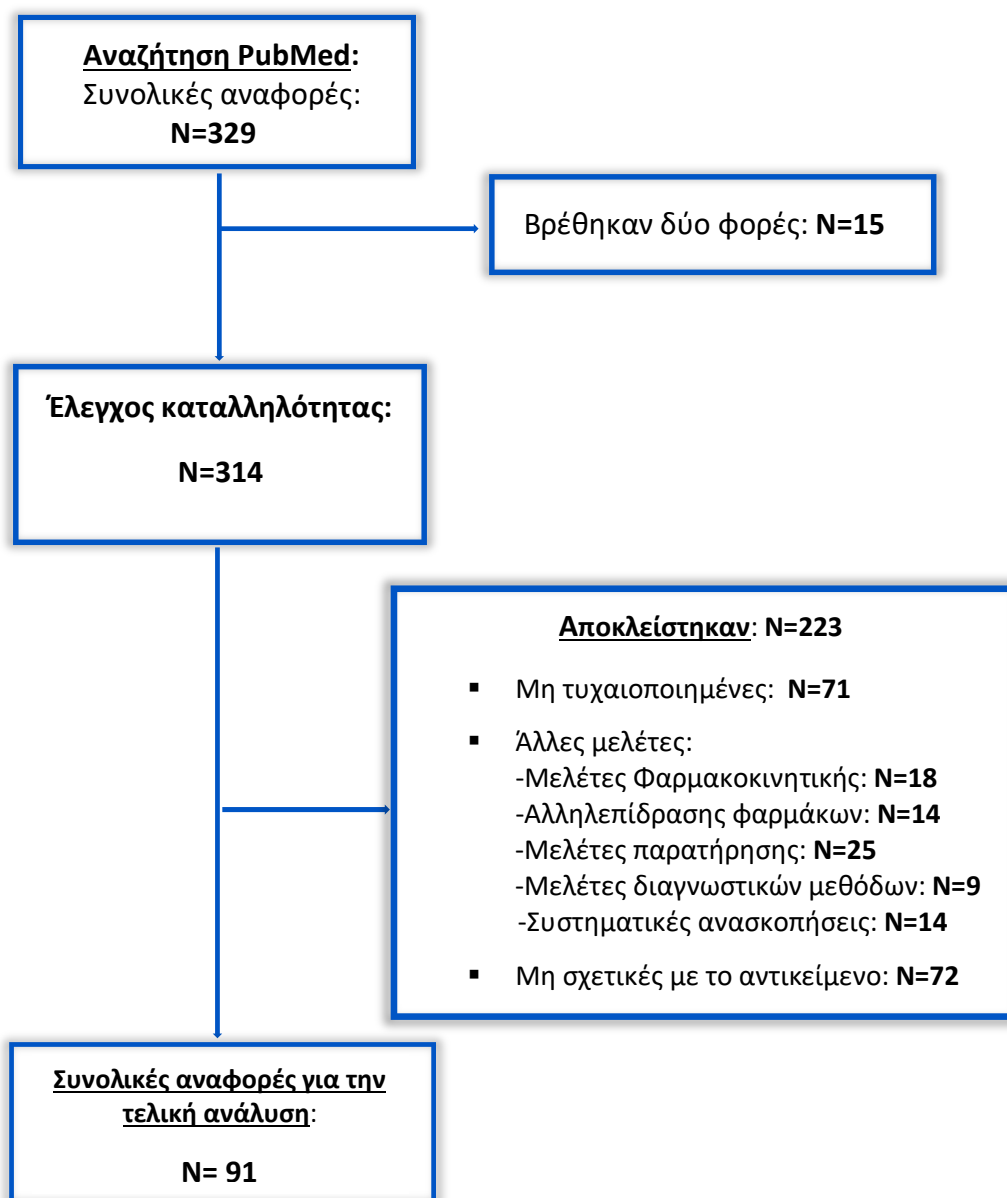 Αναζήτηση PubMed:
Συνολικές αναφορές:
N=329
Βρέθηκαν δύο φορές: N=15
Έλεγχος καταλληλότητας:
N=314
Αποκλείστηκαν: N=223
▪ Μη τυχαιοποιημένες: N=71
▪ Άλλες μελέτες:
-Μελέτες Φαρμακοκινητικής: N=18
-Αλληλεπίδρασης φαρμάκων: N=14
-Μελέτες παρατήρησης: N=25
-Μελέτες διαγνωστικών μεθόδων: N=9
-Συστηματικές ανασκοπήσεις: N=14
▪ Μη σχετικές με το αντικείμενο: N=72
Συνολικές αναφορές για την
τελική ανάλυση:
N= 91